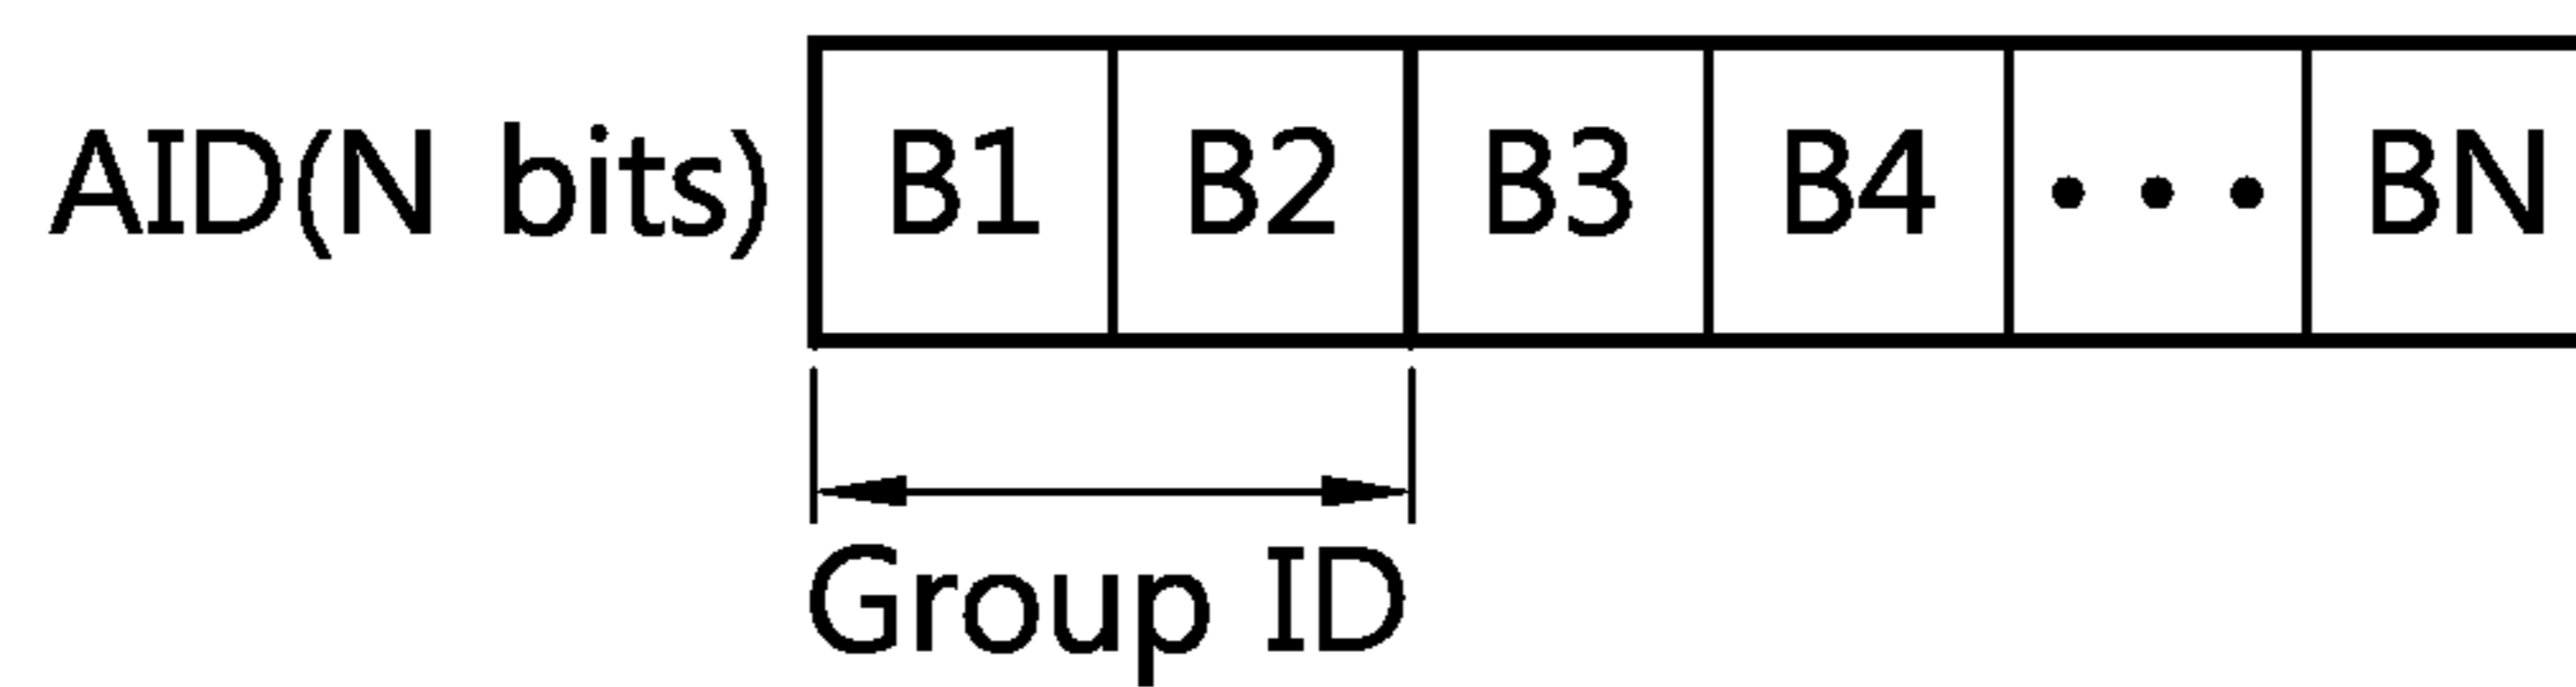 AID(N bits) B1 B2 B3 B4 • • • BN
Group ID